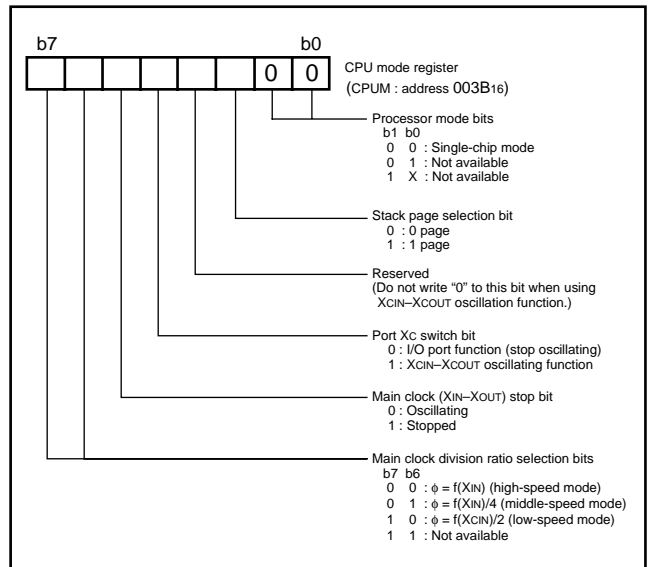 b7 b0
0 0
CPU mode register
(CPUM : address 003B16)
Processor mode bits
b1 b0
0 0 : Single-chip mode
0 1 : Not available
1 X : Not available
Stack page selection bit
0 : 0 page
1 : 1 page
Reserved
(Do not write “0” to this bit when using
XCIN–XCOUT oscillation function.)
Port XC switch bit
0 : I/O port function (stop oscillating)
1 : XCIN–XCOUT oscillating function
Main clock (XIN–XOUT) stop bit
0 : Oscillating
1 : Stopped
Main clock division ratio selection bits
b7 b6
0 0 : φ = f(XIN) (high-speed mode)
0 1 : φ = f(XIN)/4 (middle-speed mode)
1 0 : φ = f(XCIN)/2 (low-speed mode)
1 1 : Not available